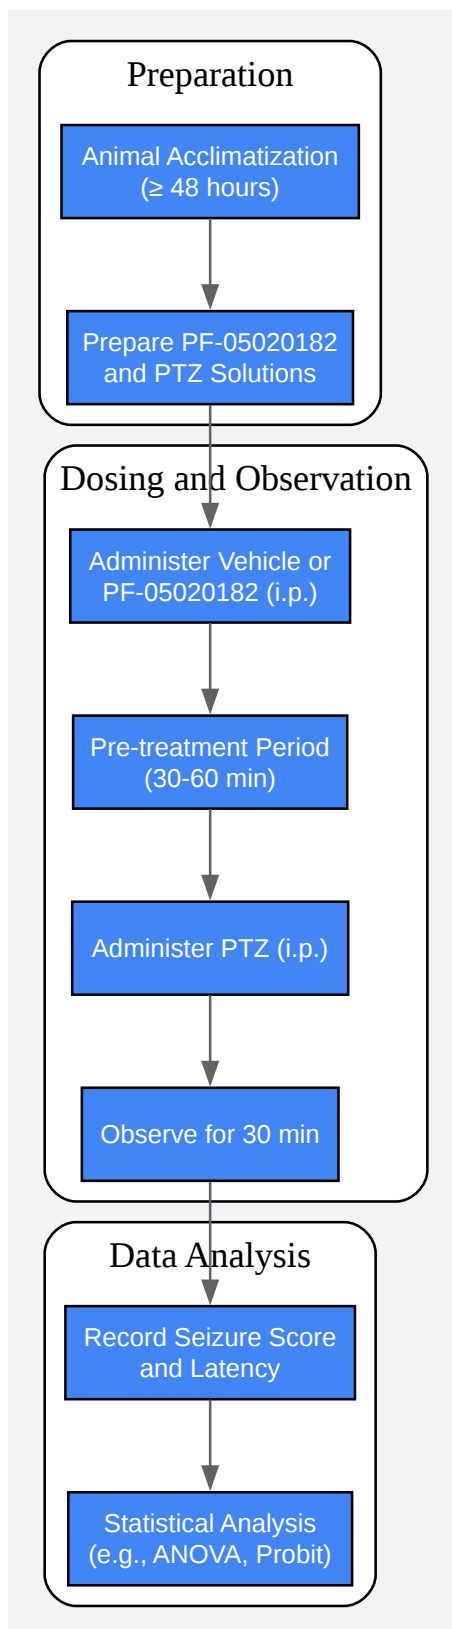 Preparation
Animal Acclimatization
(≥ 48 hours)
Prepare PF-05020182
and PTZ Solutions
Dosing and Observation
Administer Vehicle or
PF-05020182 (i.p.)
Pre-treatment Period
(30-60 min)
Administer PTZ (i.p.)
Observe for 30 min
Data Analysis
Record Seizure Score
and Latency
Statistical Analysis
(e.g., ANOVA, Probit)